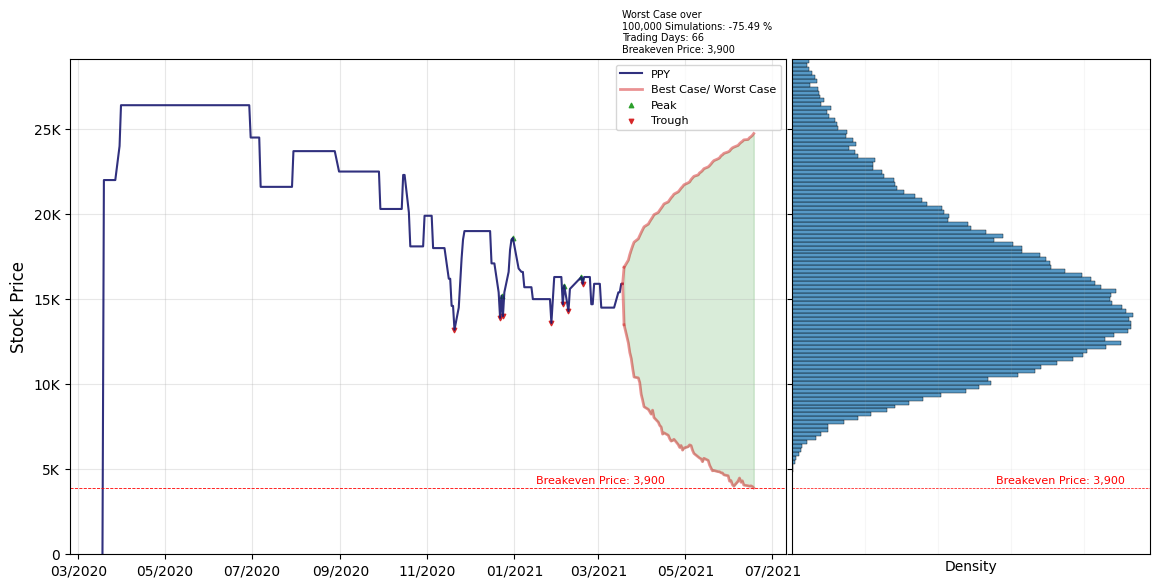 Worst Case over
100,000 Simulations: -75.49 %
Trading Days: 66
Breakeven Price: 3,900
PPY
Best Case/ Worst Case
Peak
Trough
Stock Price
25K
20K
15K
10K
5K
0
Breakeven Price: 3,900
Breakeven Price: 3,900
03/2020
05/2020
07/2020
09/2020
11/2020
01/2021
03/2021
05/2021
07/2021
Density